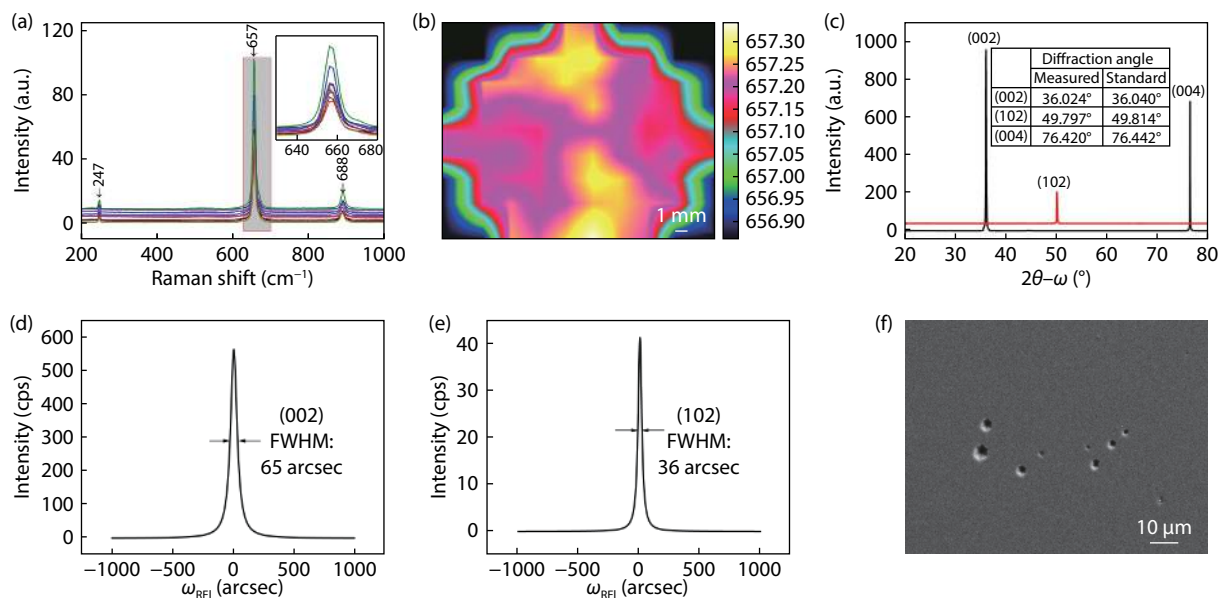 (a)
Intensity (a.u.)
120
80
40
0
247
657
688
630 640 660 680
200 400 600 800 1000
Raman shift (cm⁻¹)
(b)
1 mm
657.30
657.25
657.20
657.15
657.10
657.05
657.00
656.95
656.90
(c)
Intensity (a.u.)
1000
800
600
400
200
0
(002)
(102)
(004)
Diffraction angle
Measured Standard
(002) 36.024° 36.040°
(102) 49.797° 49.814°
(004) 76.420° 76.442°
20 30 40 50 60 70 80
2θ–ω (°)
(d)
Intensity (cps)
600
500
400
300
200
100
0
(002)
FWHM:
65 arcsec
−1000 −500 0 500 1000
ω_REL (arcsec)
(e)
Intensity (cps)
40
30
20
10
0
(102)
FWHM:
36 arcsec
−1000 −500 0 500 1000
ω_REL (arcsec)
(f)
10 μm